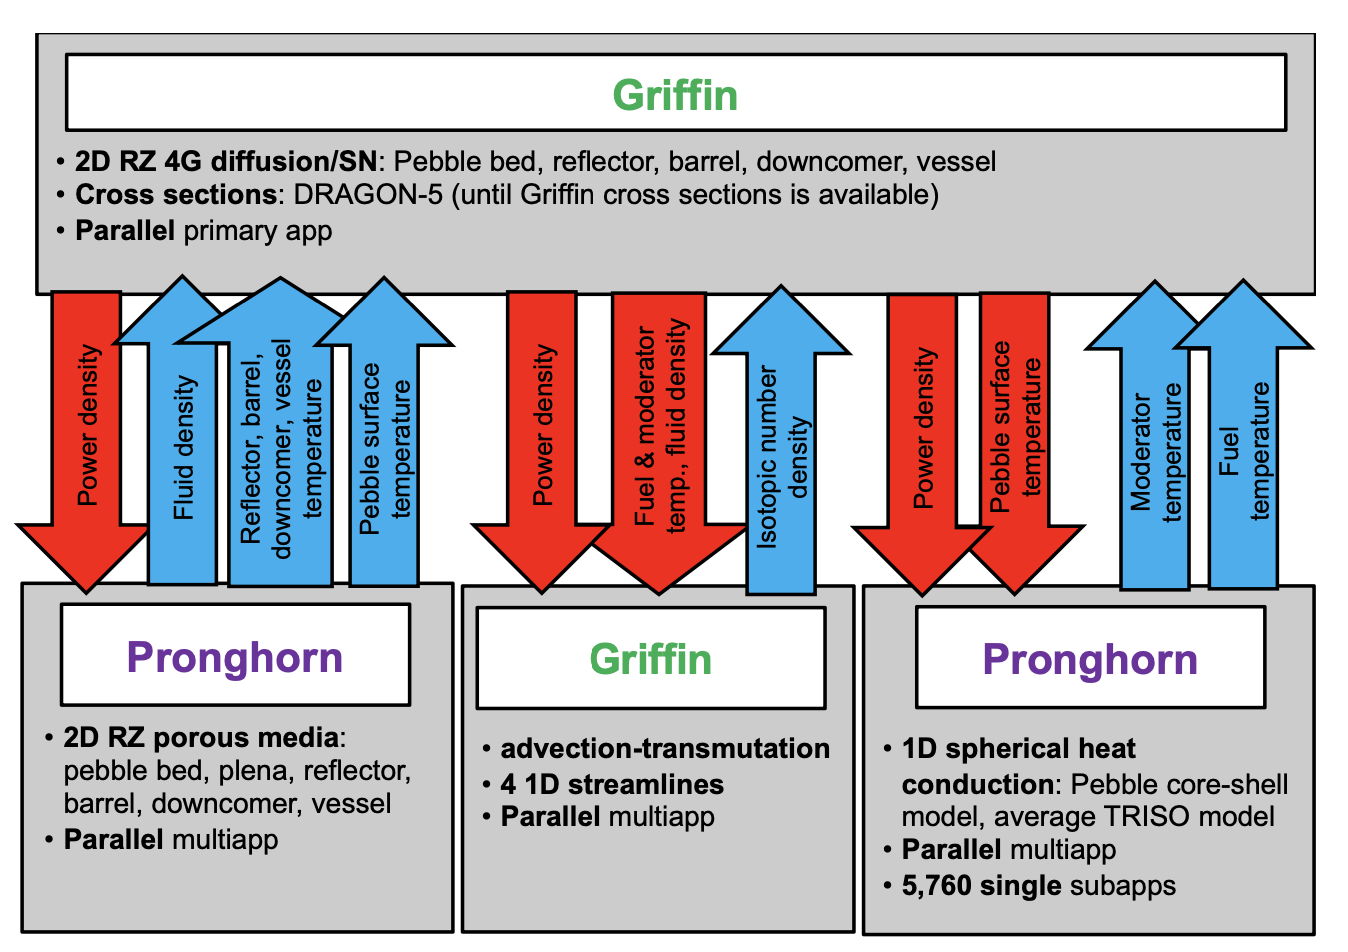 Griffin
• 2D RZ 4G diffusion/SN: Pebble bed, reflector, barrel, downcomer, vessel
• Cross sections: DRAGON-5 (until Griffin cross sections is available)
• Parallel primary app
Power density
Fluid density
Reflector, barrel,
downcomer, vessel
temperature
Pebble surface
temperature
Power density
Fuel & moderator
temp., fluid density
Isotopic number
density
Power density
Pebble surface
temperature
Moderator
temperature
Fuel
temperature
Pronghorn
• 2D RZ porous media:
pebble bed, plena, reflector,
barrel, downcomer, vessel
• Parallel multiapp
Griffin
• advection-transmutation
• 4 1D streamlines
• Parallel multiapp
Pronghorn
• 1D spherical heat
conduction: Pebble core-shell
model, average TRISO model
• Parallel multiapp
• 5,760 single subapps